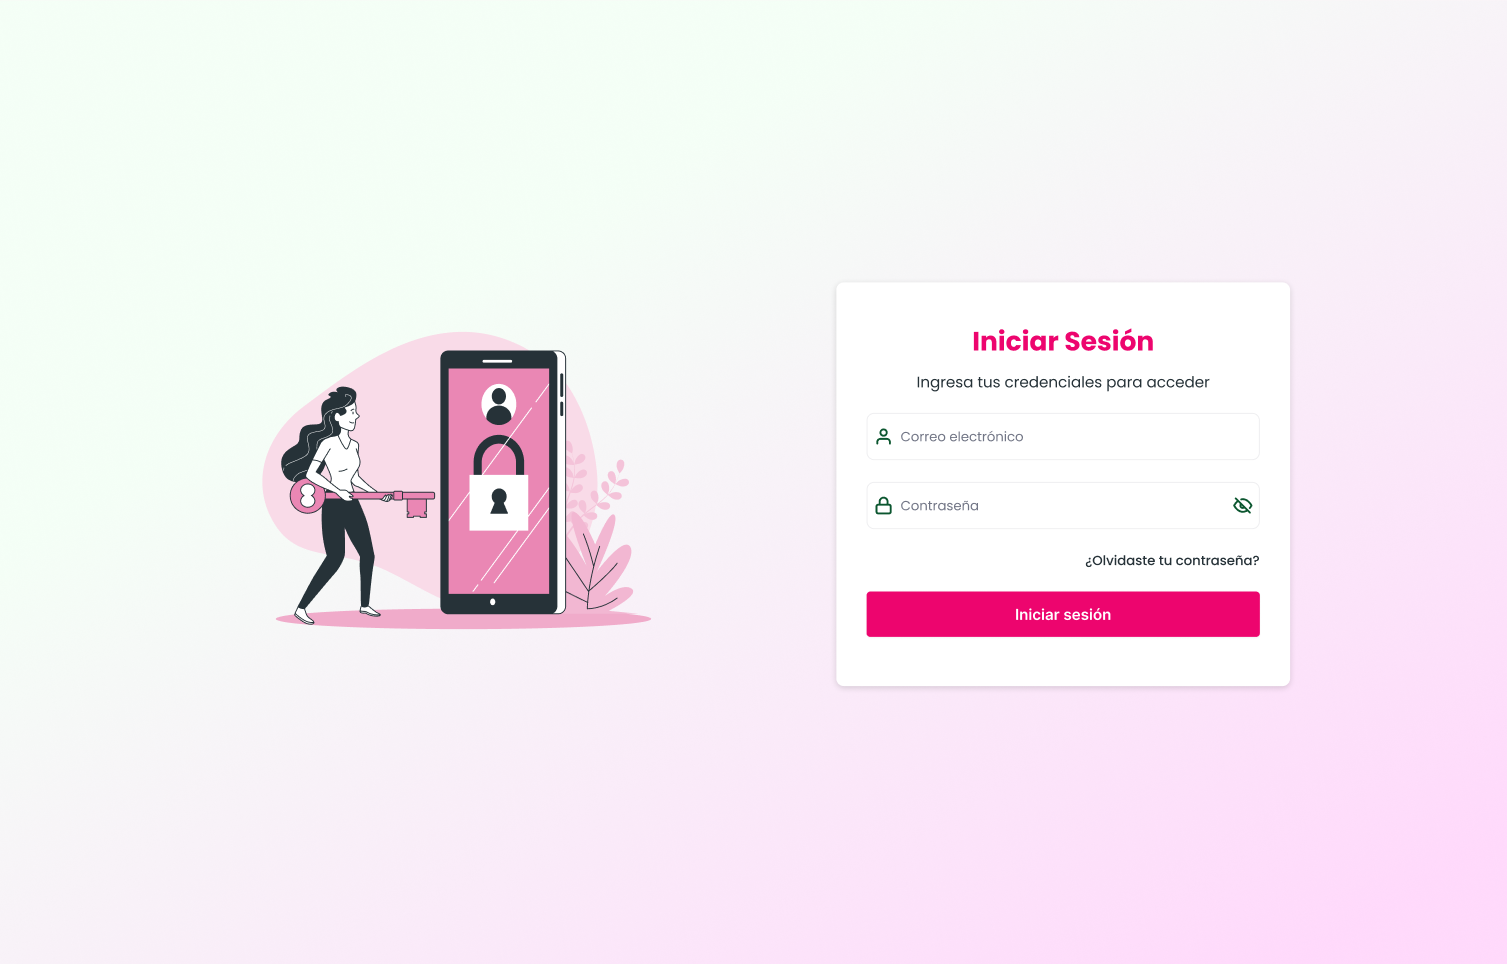 Iniciar Sesión
Ingresa tus credenciales para acceder
Correo electrónico
Contraseña
¿Olvidaste tu contraseña?
Iniciar sesión